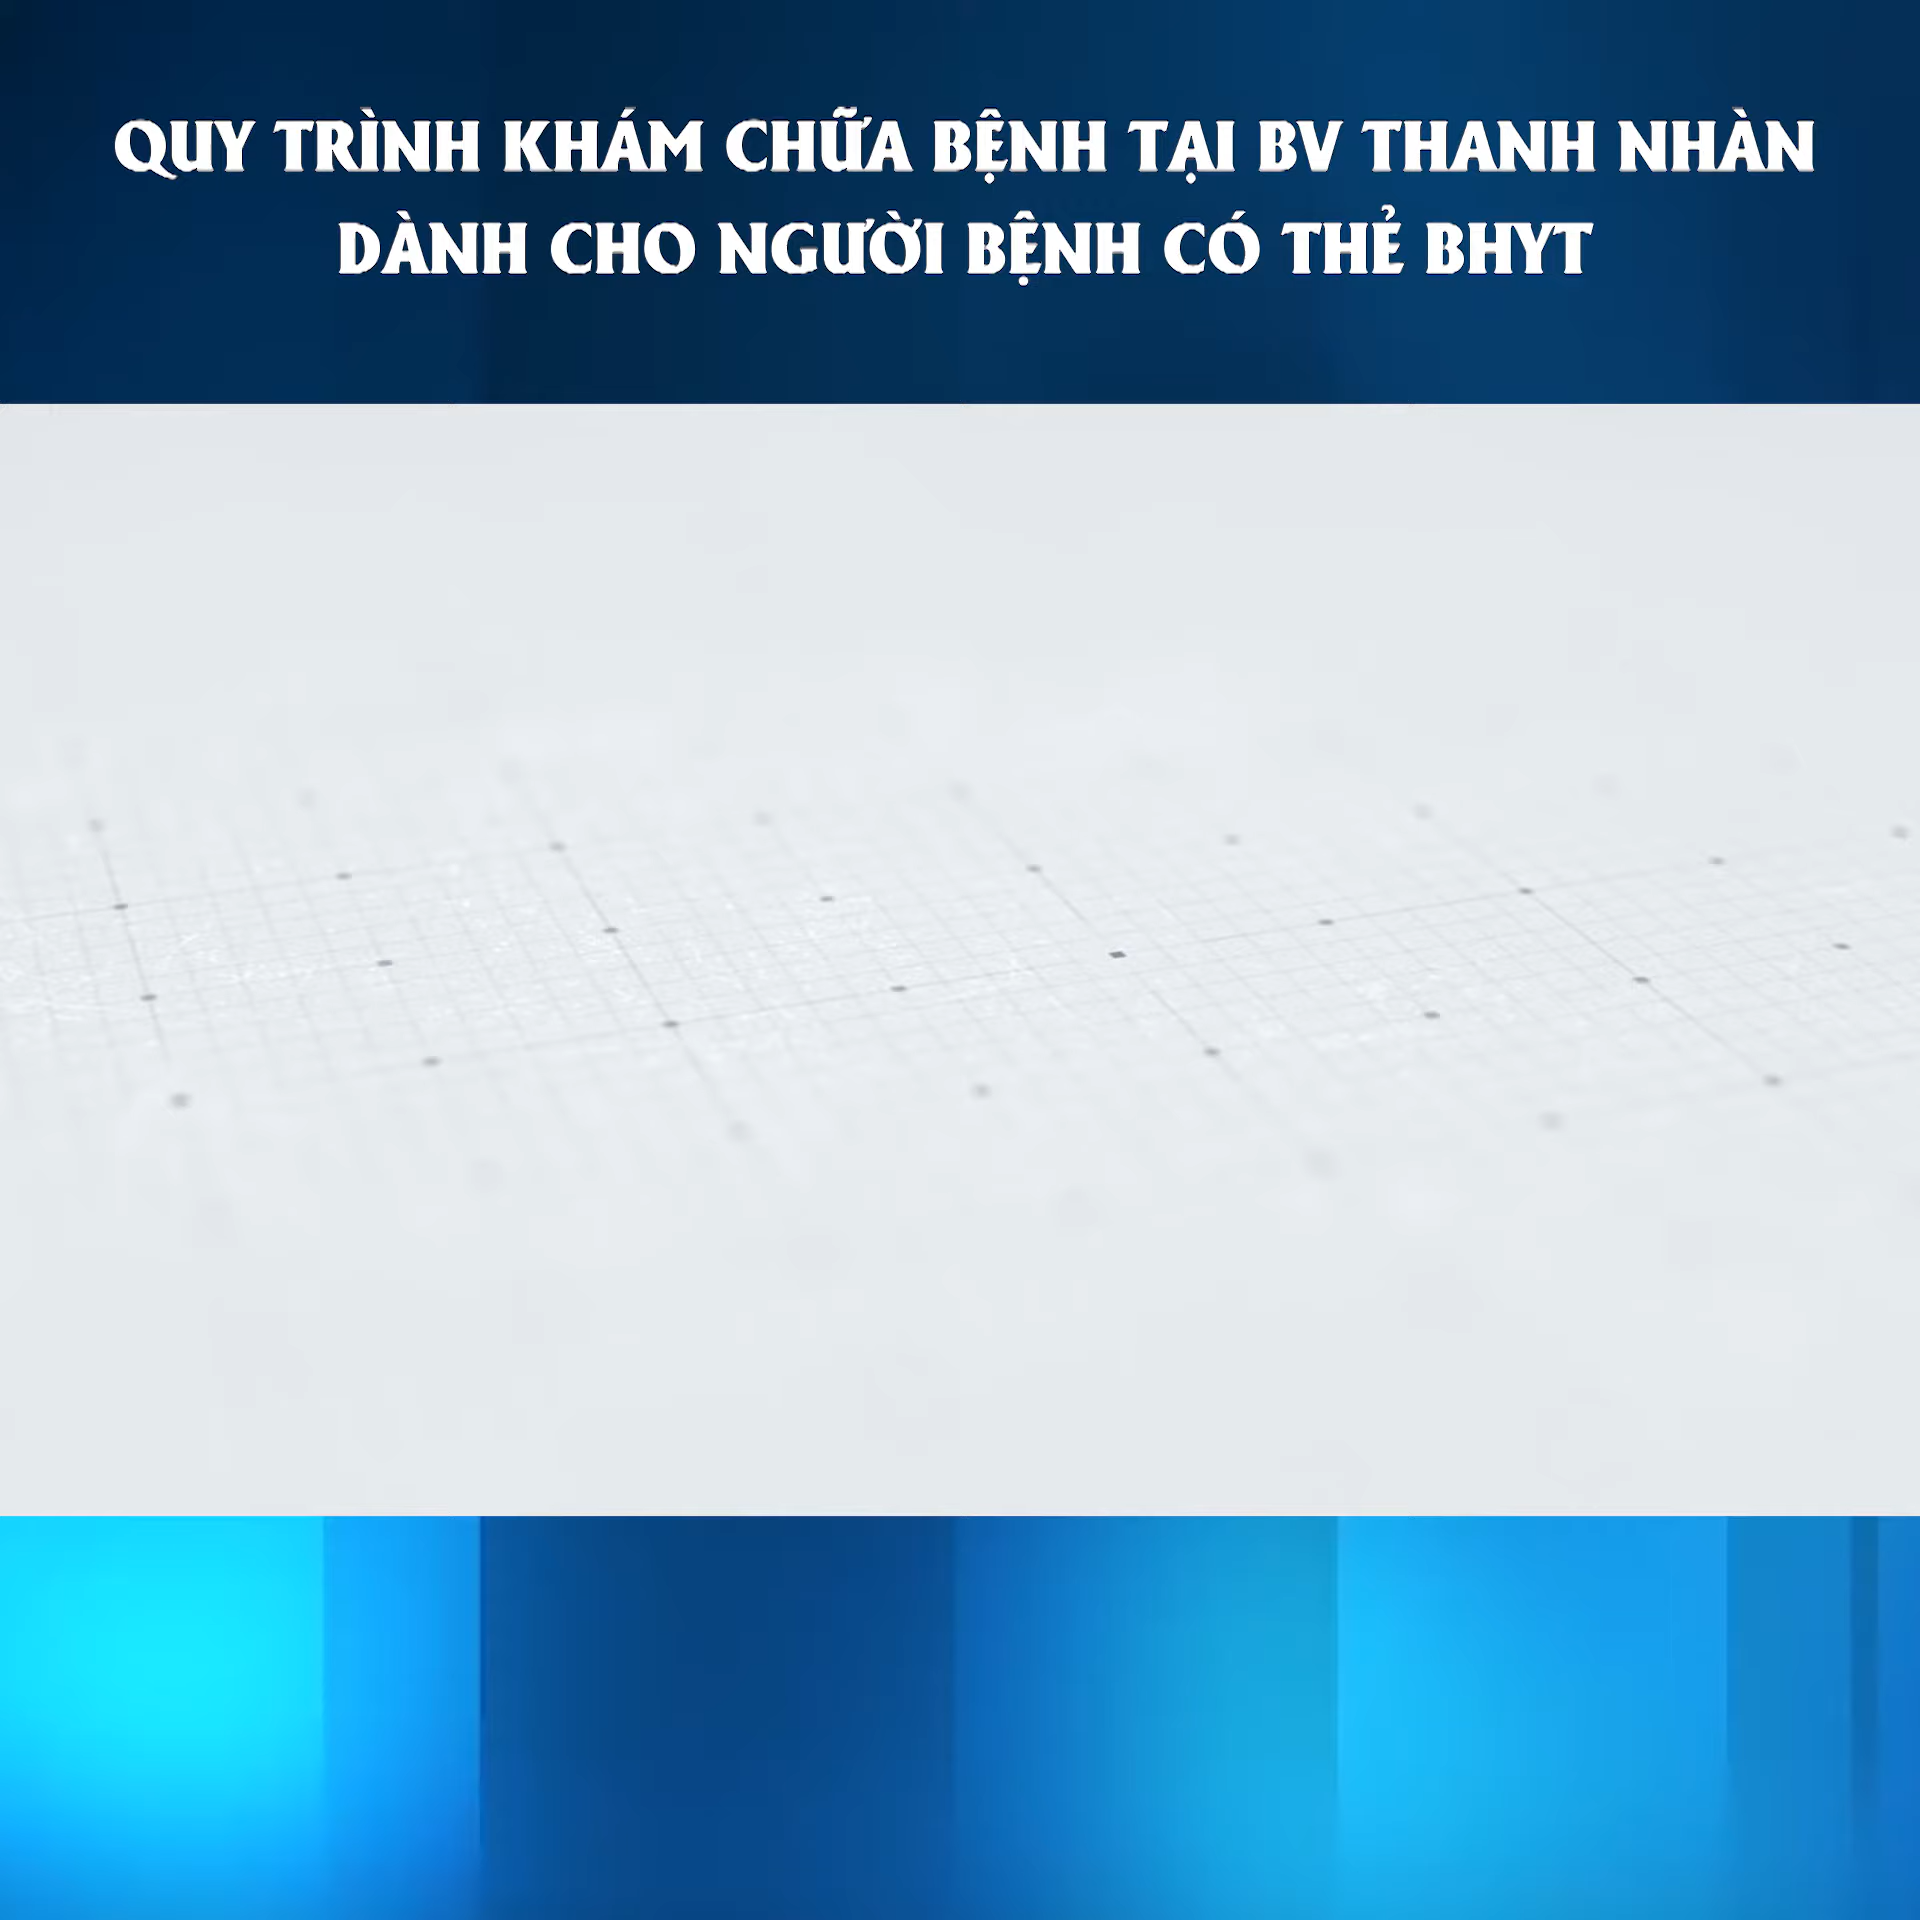 QUY TRÌNH KHÁM CHỮA BỆNH TẠI BV THANH NHÀN
DÀNH CHO NGƯỜI BỆNH CÓ THẺ BHYT